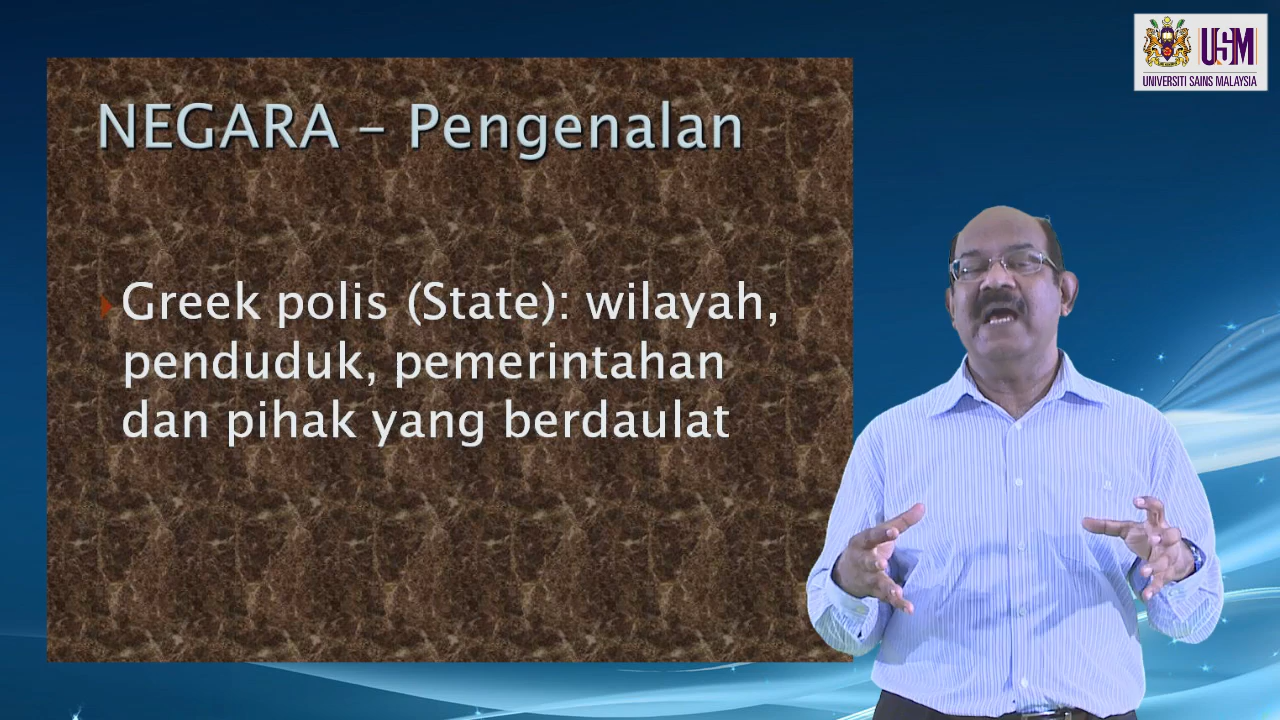 NEGARA – Pengenalan
Greek polis (State): wilayah,
penduduk, pemerintahan
dan pihak yang berdaulat
USM
UNIVERSITI SAINS MALAYSIA